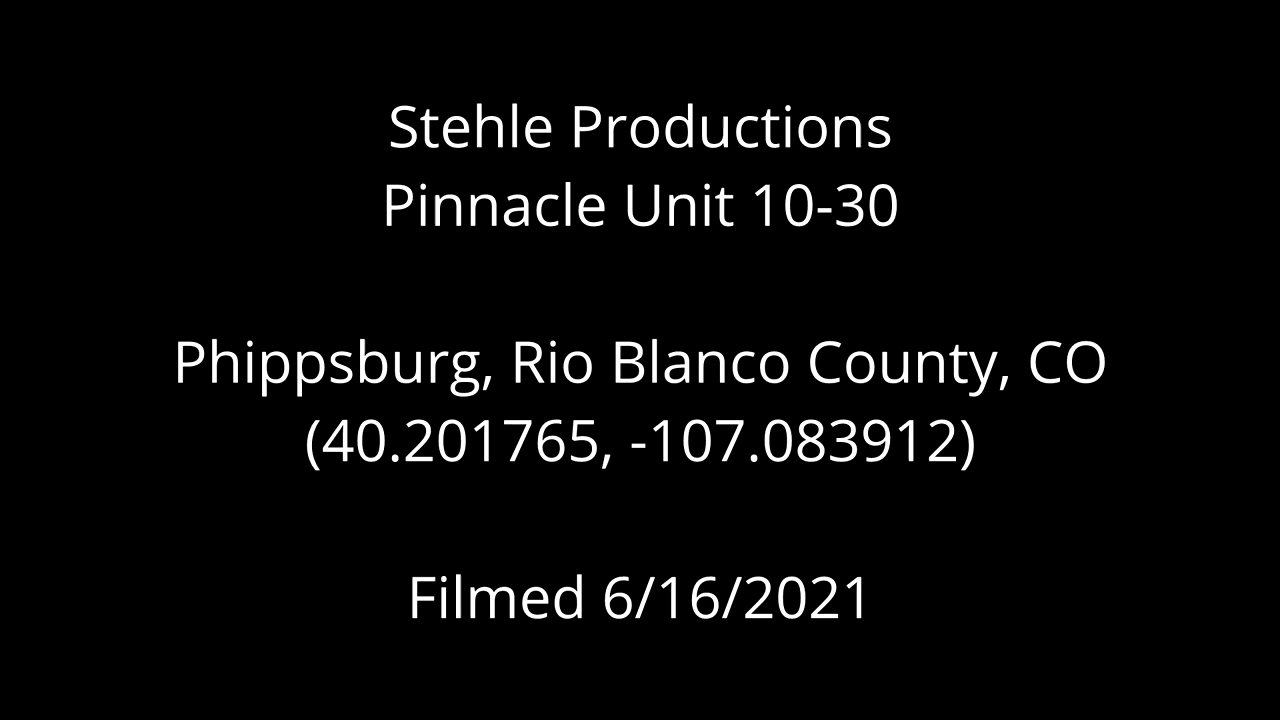 Stehle Productions
Pinnacle Unit 10-30
Phippsburg, Rio Blanco County, CO
(40.201765, -107.083912)
Filmed 6/16/2021